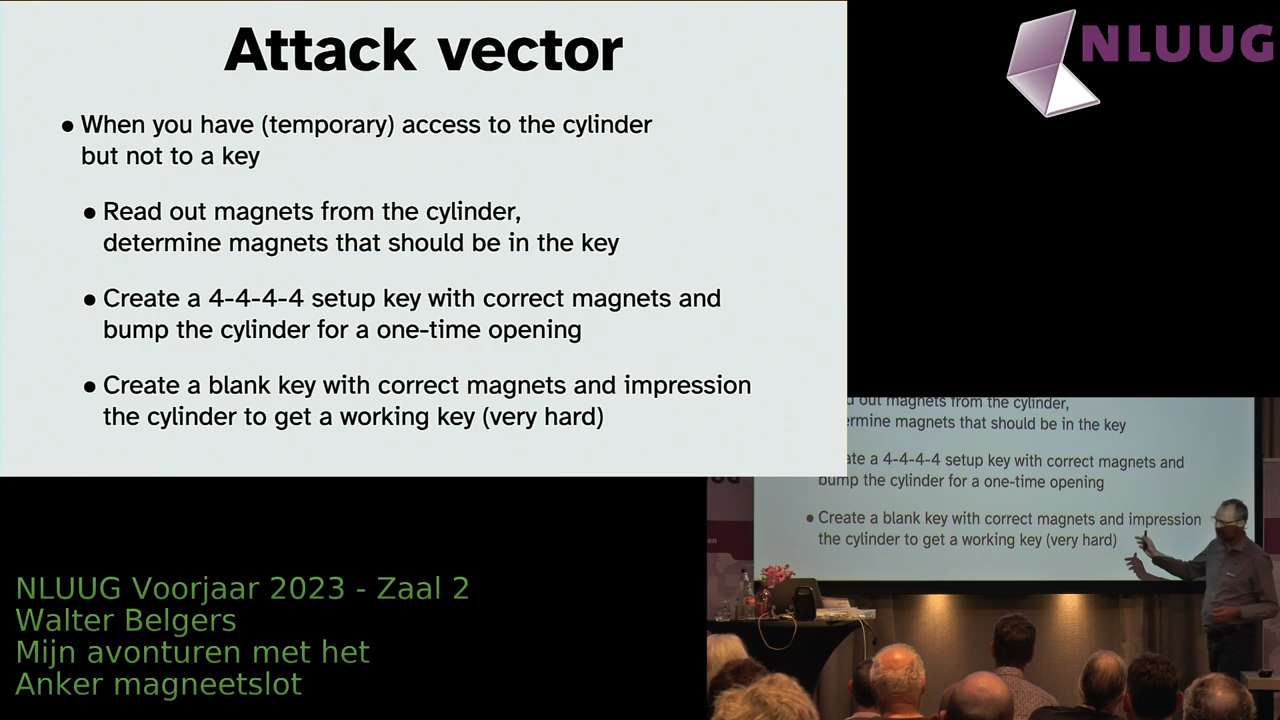 Attack vector
● When you have (temporary) access to the cylinder
but not to a key
● Read out magnets from the cylinder,
determine magnets that should be in the key
● Create a 4-4-4-4 setup key with correct magnets and
bump the cylinder for a one-time opening
● Create a blank key with correct magnets and impression
the cylinder to get a working key (very hard)
NLUUG
out magnets from the cylinder,
magnets that should be in the key
a 4-4-4-4 setup key with correct magnets and
bump the cylinder for a one-time opening
● Create a blank key with correct magnets and impression
the cylinder to get a working key (very hard)
NLUUG Voorjaar 2023 - Zaal 2
Walter Belgers
Mijn avonturen met het
Anker magneetslot